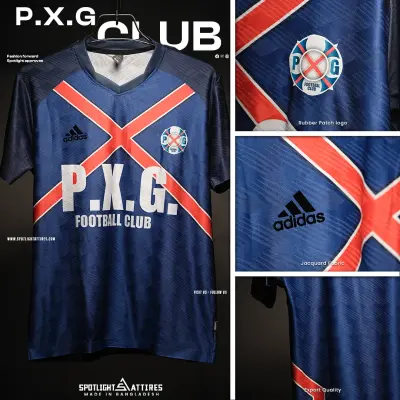 P.X.G
CLUB
Fashion forward
Spotlight approves
adidas
P.X.G.
FOOTBALL CLUB
WWW.SPOTLIGHTATTIRES.COM
VISIT US - FOLLOW US
SPOTLIGHT ATTIRES
MADE IN BANGLADESH
P G
FOOTBALL
CLUB
Rubber Patch logo
adidas
Jacquard Fabric
Export Quality